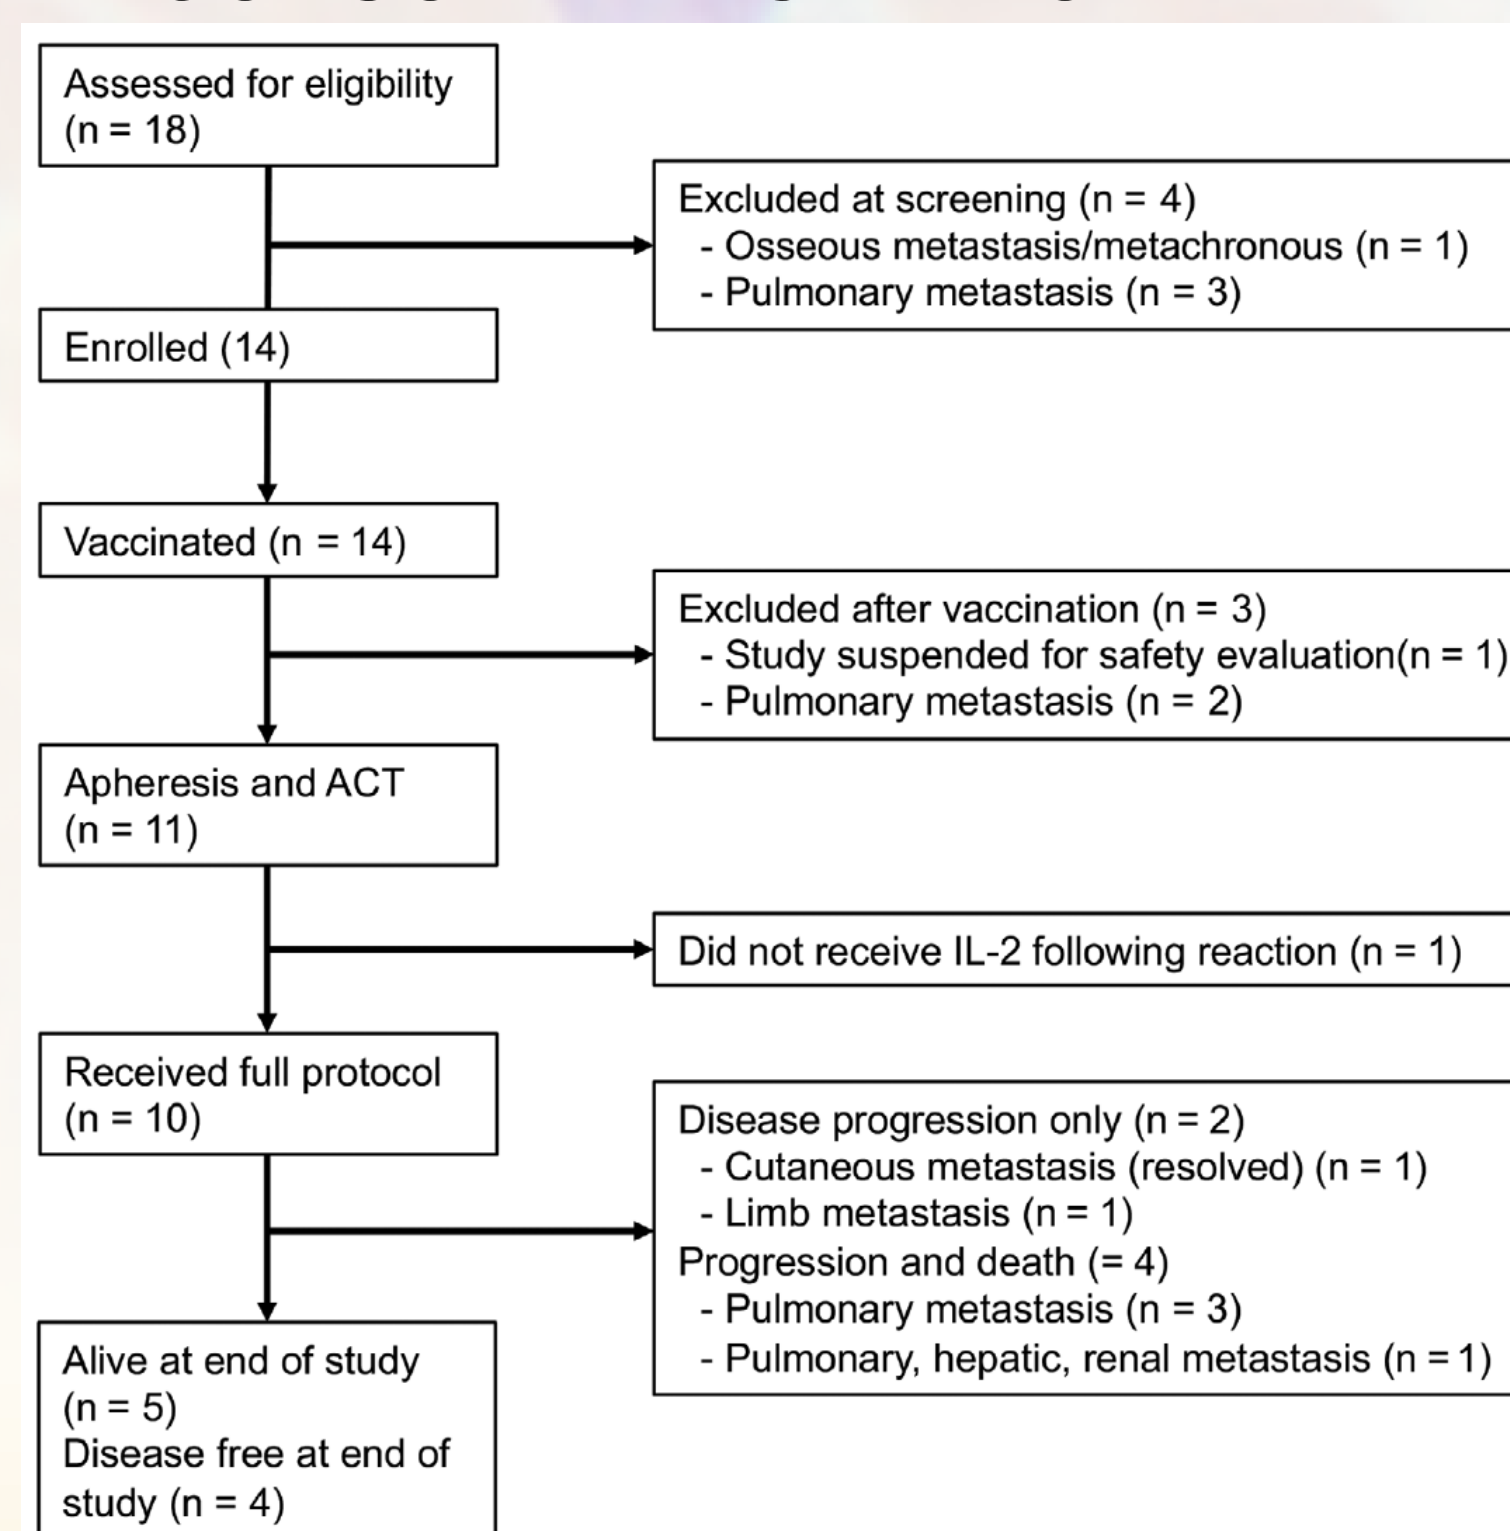 Assessed for eligibility
(n = 18)
Excluded at screening (n = 4)
- Osseous metastasis/metachronous (n = 1)
- Pulmonary metastasis (n = 3)
Enrolled (14)
Vaccinated (n = 14)
Excluded after vaccination (n = 3)
- Study suspended for safety evaluation(n = 1)
- Pulmonary metastasis (n = 2)
Apheresis and ACT
(n = 11)
Did not receive IL-2 following reaction (n = 1)
Received full protocol
(n = 10)
Disease progression only (n = 2)
- Cutaneous metastasis (resolved) (n = 1)
- Limb metastasis (n = 1)
Progression and death (= 4)
- Pulmonary metastasis (n = 3)
- Pulmonary, hepatic, renal metastasis (n = 1)
Alive at end of study
(n = 5)
Disease free at end of
study (n = 4)